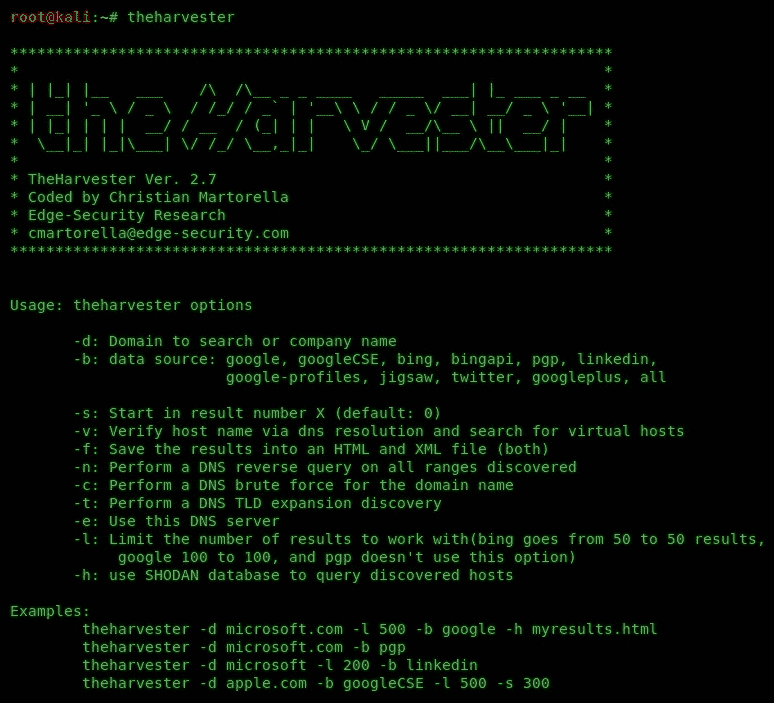 root@kali:~# theharvester
*******************************************************************
*                                                                 *
* | |_| |__   ___    /\  /\__ _ _ ____   _____  ___| |_ ___ _ __  *
* | __| '_ \ / _ \  / /_/ / _` | '__\ \ / / _ \/ __| __/ _ \ '__| *
* | |_| | | |  __/ / __  / (_| | |   \ V /  __/\__ \ ||  __/ |    *
*  \__|_| |_|\___| \/ /_/ \__,_|_|    \_/ \___||___/\__\___|_|    *
*                                                                 *
* TheHarvester Ver. 2.7                                           *
* Coded by Christian Martorella                                   *
* Edge-Security Research                                          *
* cmartorella@edge-security.com                                   *
*******************************************************************
Usage: theharvester options
-d: Domain to search or company name
-b: data source: google, googleCSE, bing, bingapi, pgp, linkedin,
google-profiles, jigsaw, twitter, googleplus, all
-s: Start in result number X (default: 0)
-v: Verify host name via dns resolution and search for virtual hosts
-f: Save the results into an HTML and XML file (both)
-n: Perform a DNS reverse query on all ranges discovered
-c: Perform a DNS brute force for the domain name
-t: Perform a DNS TLD expansion discovery
-e: Use this DNS server
-l: Limit the number of results to work with(bing goes from 50 to 50 results,
google 100 to 100, and pgp doesn't use this option)
-h: use SHODAN database to query discovered hosts
Examples:
theharvester -d microsoft.com -l 500 -b google -h myresults.html
theharvester -d microsoft.com -b pgp
theharvester -d microsoft -l 200 -b linkedin
theharvester -d apple.com -b googleCSE -l 500 -s 300